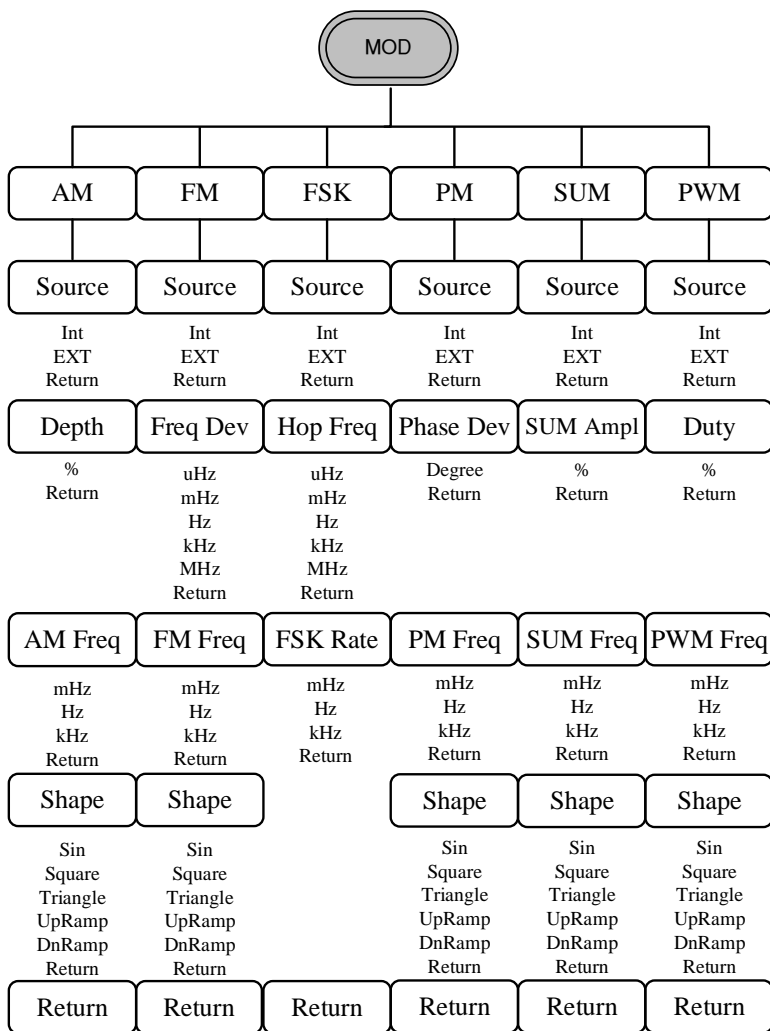 MOD
AM FM FSK PM SUM PWM
Source Source Source Source Source Source
Int Int Int Int Int Int
EXT EXT EXT EXT EXT EXT
Return Return Return Return Return Return
Depth Freq Dev Hop Freq Phase Dev SUM Ampl Duty
% uHz uHz Degree % %
Return mHz mHz Return Return Return
Hz Hz
kHz kHz
MHz MHz
Return Return
AM Freq FM Freq FSK Rate PM Freq SUM Freq PWM Freq
mHz mHz mHz mHz mHz mHz
Hz Hz Hz Hz Hz Hz
kHz kHz kHz kHz kHz kHz
Return Return Return Return Return Return
Shape Shape Shape Shape Shape
Sin Sin Sin Sin Sin
Square Square Square Square Square
Triangle Triangle Triangle Triangle Triangle
UpRamp UpRamp UpRamp UpRamp UpRamp
DnRamp DnRamp DnRamp DnRamp DnRamp
Return Return Return Return Return
Return Return Return Return Return Return